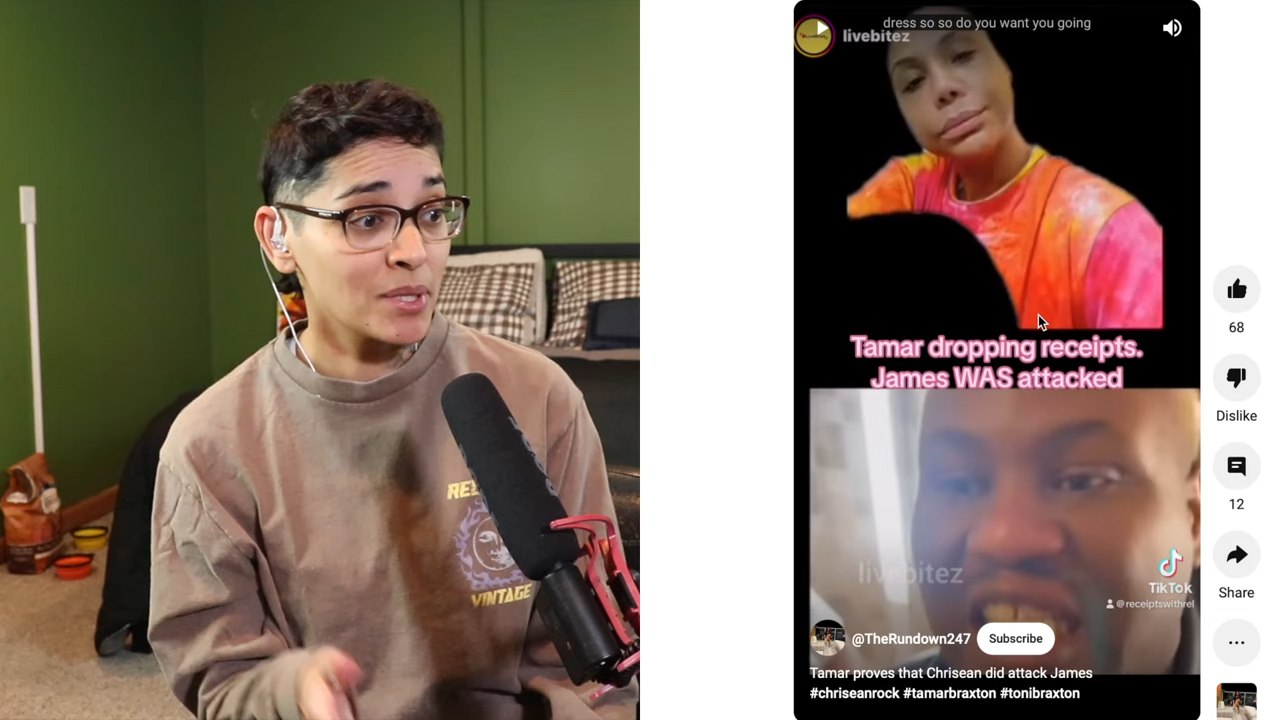 dress so so do you want you going
livebitez
Tamar dropping receipts.
James WAS attacked
livebitez
TikTok
@receiptswithrel
@TheRundown247
Subscribe
Tamar proves that Chrisean did attack James
#chriseanrock #tamarbraxton #tonibraxton
68
Dislike
12
Share
VINTAGE